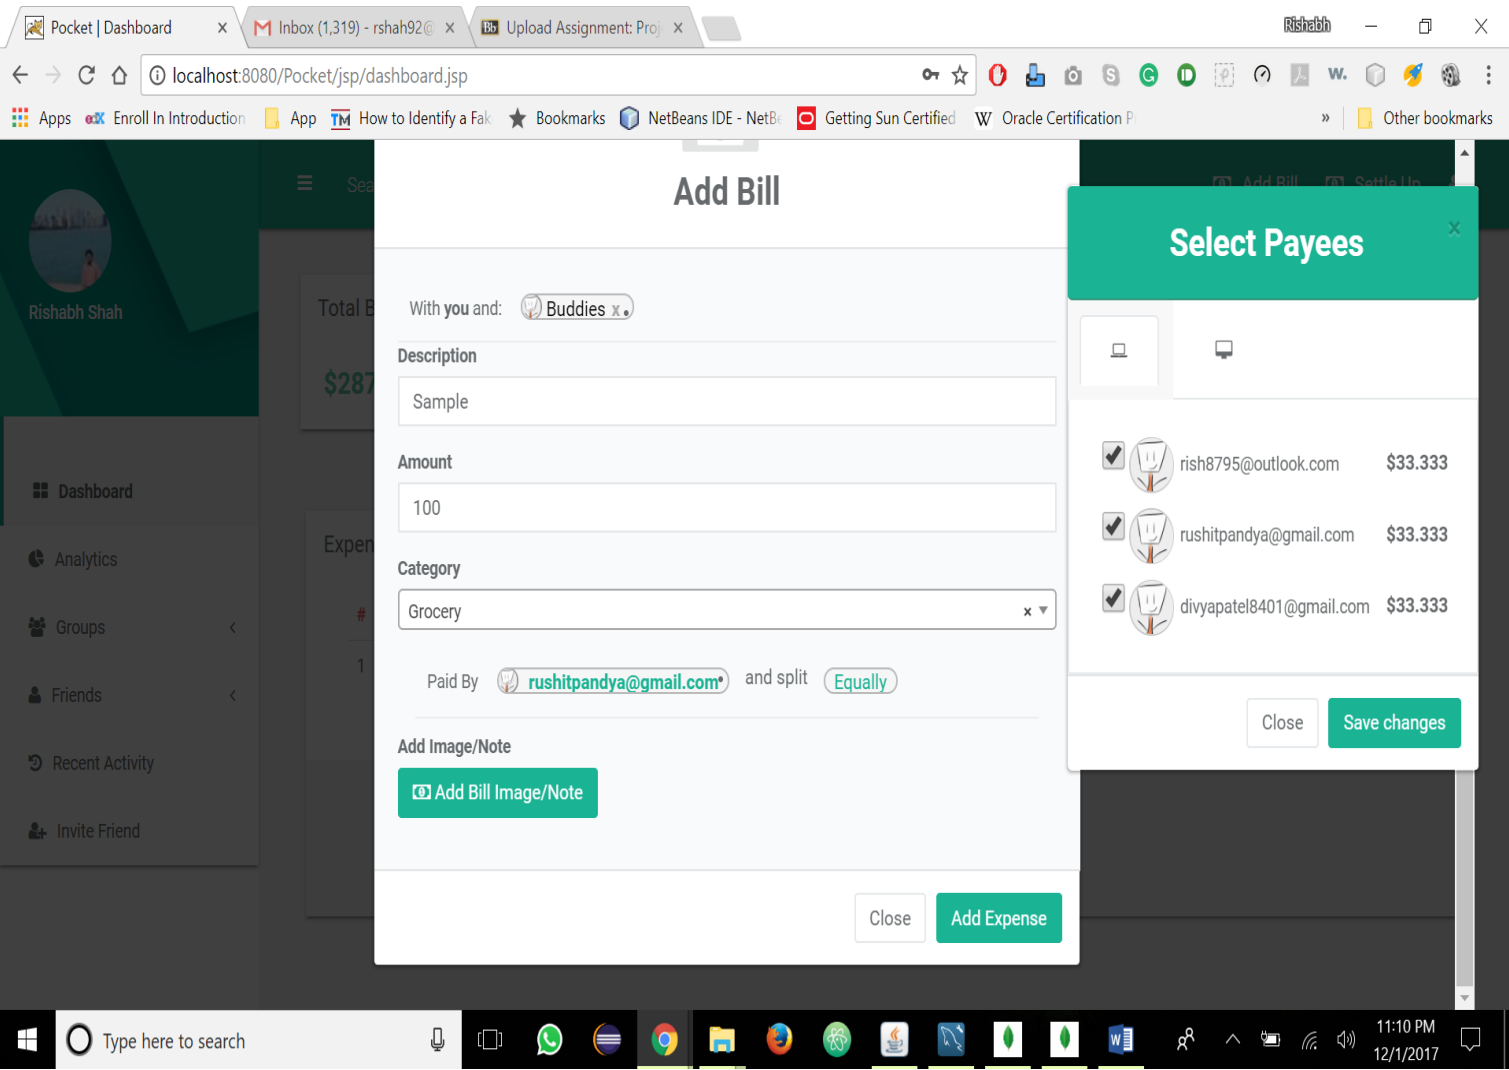 Pocket | Dashboard
Inbox (1,319) - rshah92@
Upload Assignment: Proj
Rishabh
localhost:8080/Pocket/jsp/dashboard.jsp
Apps
Enroll In Introduction
App
TM How to Identify a Fak
Bookmarks
NetBeans IDE - NetBe
Getting Sun Certified
W Oracle Certification P
» Other bookmarks
Sea
Add Bill
Settle Up
Rishabh Shah
Dashboard
Analytics
Groups
Friends
Recent Activity
Invite Friend
Total B
$287
Expen
#
1
Add Bill
With you and: Buddies x
Description
Sample
Amount
100
Category
Grocery ×
Paid By rushitpandya@gmail.com and split Equally
Add Image/Note
Add Bill Image/Note
Close Add Expense
Select Payees ×
rish8795@outlook.com $33.333
rushitpandya@gmail.com $33.333
divyapatel8401@gmail.com $33.333
Close Save changes
Type here to search
11:10 PM
12/1/2017